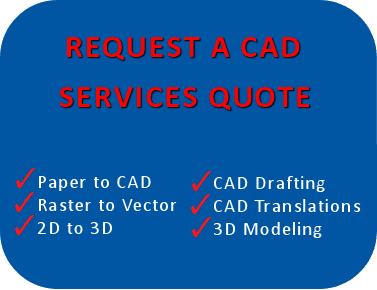 REQUEST A CAD
SERVICES QUOTE
✓Paper to CAD
✓Raster to Vector
✓2D to 3D
✓CAD Drafting
✓CAD Translations
✓3D Modeling